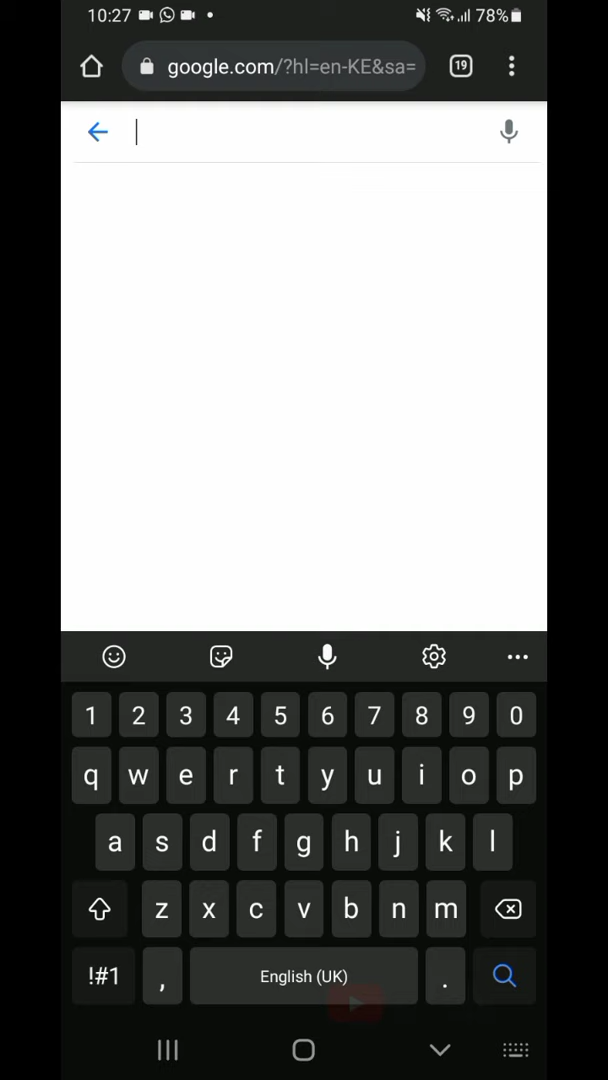 10:27 78%
google.com/?hl=en-KE&sa= 19
1 2 3 4 5 6 7 8 9 0
q w e r t y u i o p
a s d f g h j k l
z x c v b n m
!#1 , English (UK) .